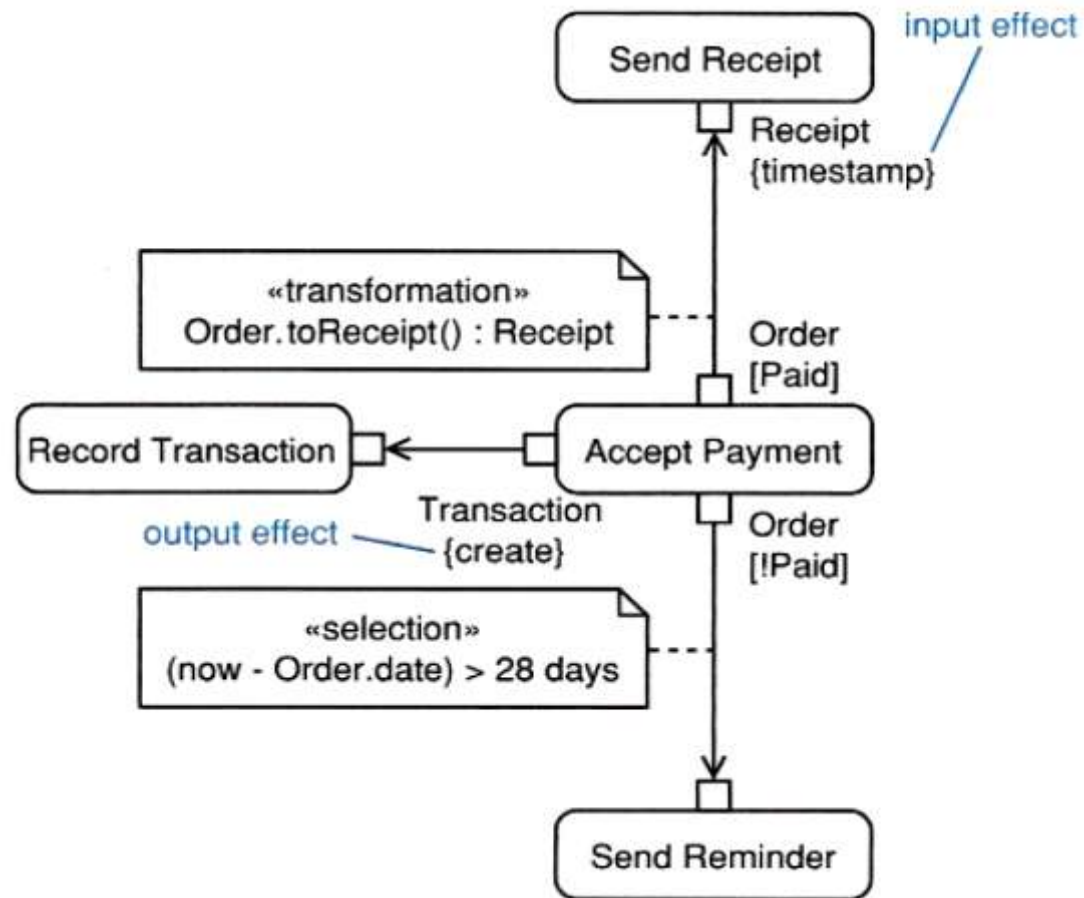 input effect
Send Receipt
Receipt
{timestamp}
«transformation»
Order.toReceipt() : Receipt
Order
[Paid]
Record Transaction
Accept Payment
Transaction
{create}
output effect
Order
[!Paid]
«selection»
(now - Order.date) > 28 days
Send Reminder